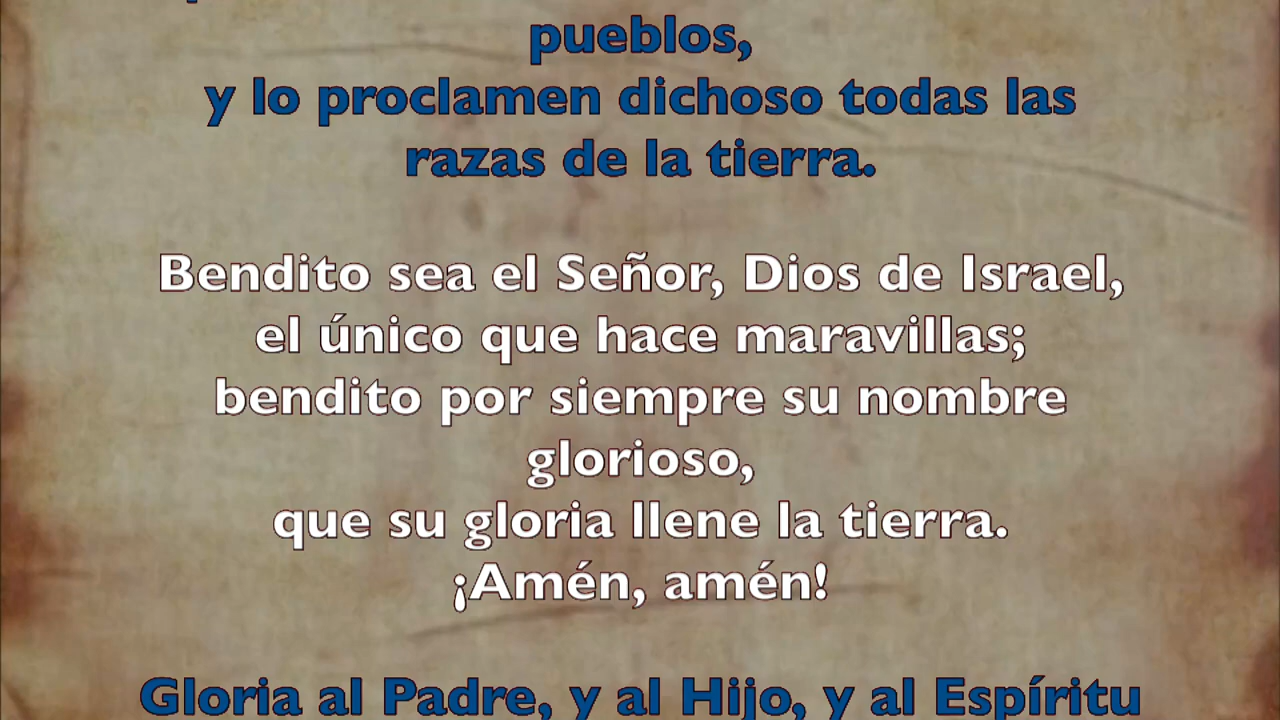 pueblos,
y lo proclamen dichoso todas las
razas de la tierra.
Bendito sea el Señor, Dios de Israel,
el único que hace maravillas;
bendito por siempre su nombre
glorioso,
que su gloria llene la tierra.
¡Amén, amén!
Gloria al Padre, y al Hijo, y al Espíritu